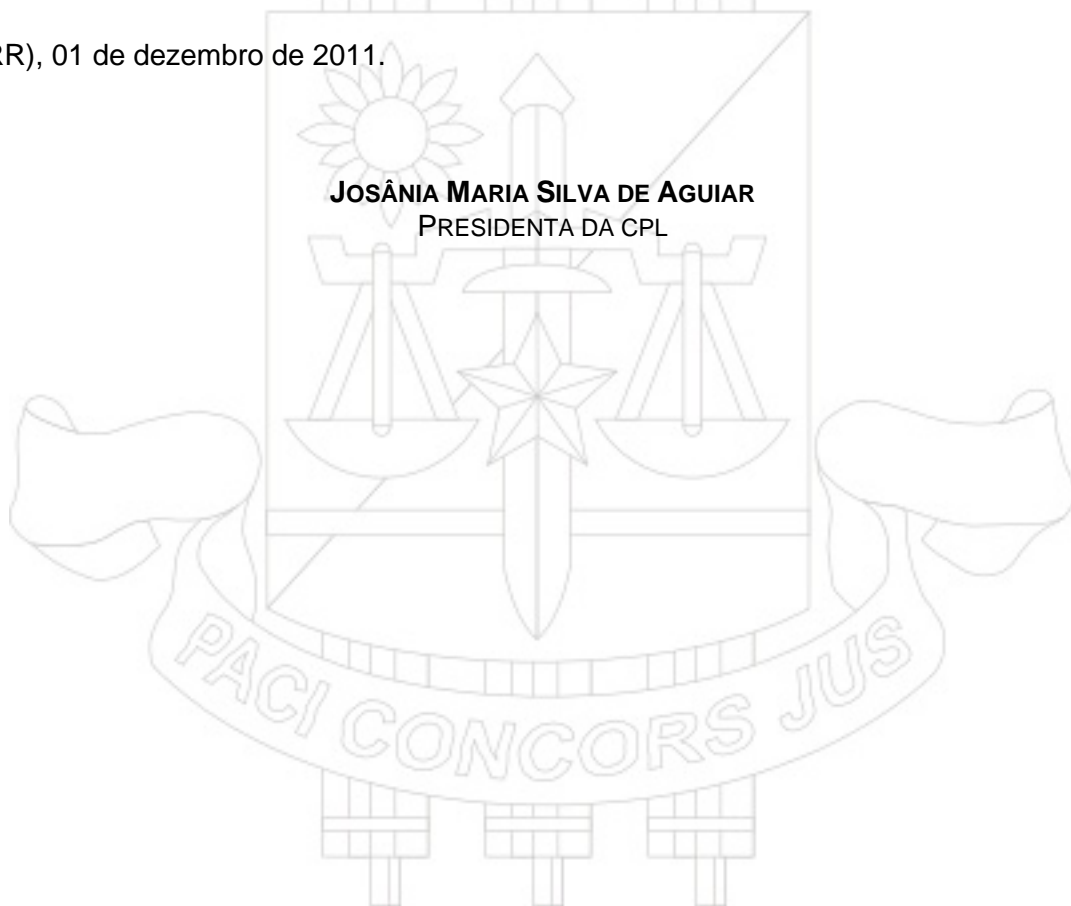 RR), 01 de dezembro de 2011.
JOSÂNIA MARIA SILVA DE AGUIAR
PRESIDENTA DA CPL
PACI CONCORS JUS